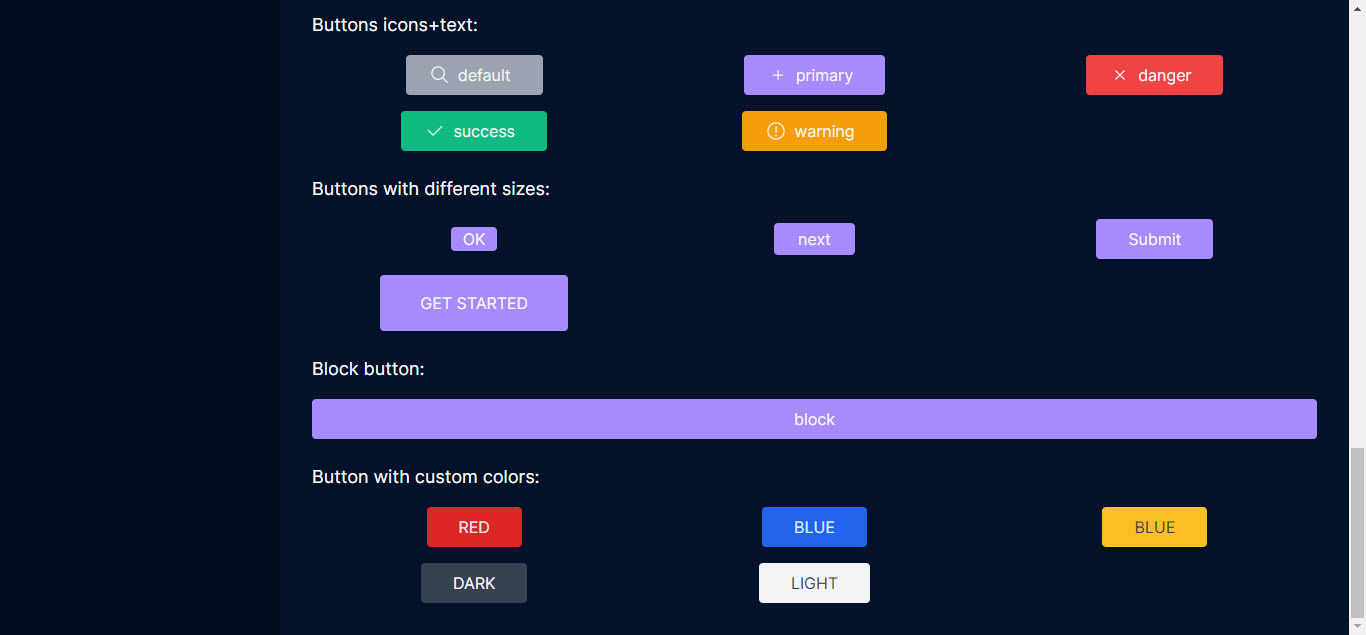 Buttons icons+text:
default
primary
danger
success
warning
Buttons with different sizes:
OK
next
Submit
GET STARTED
Block button:
block
Button with custom colors:
RED
BLUE
BLUE
DARK
LIGHT